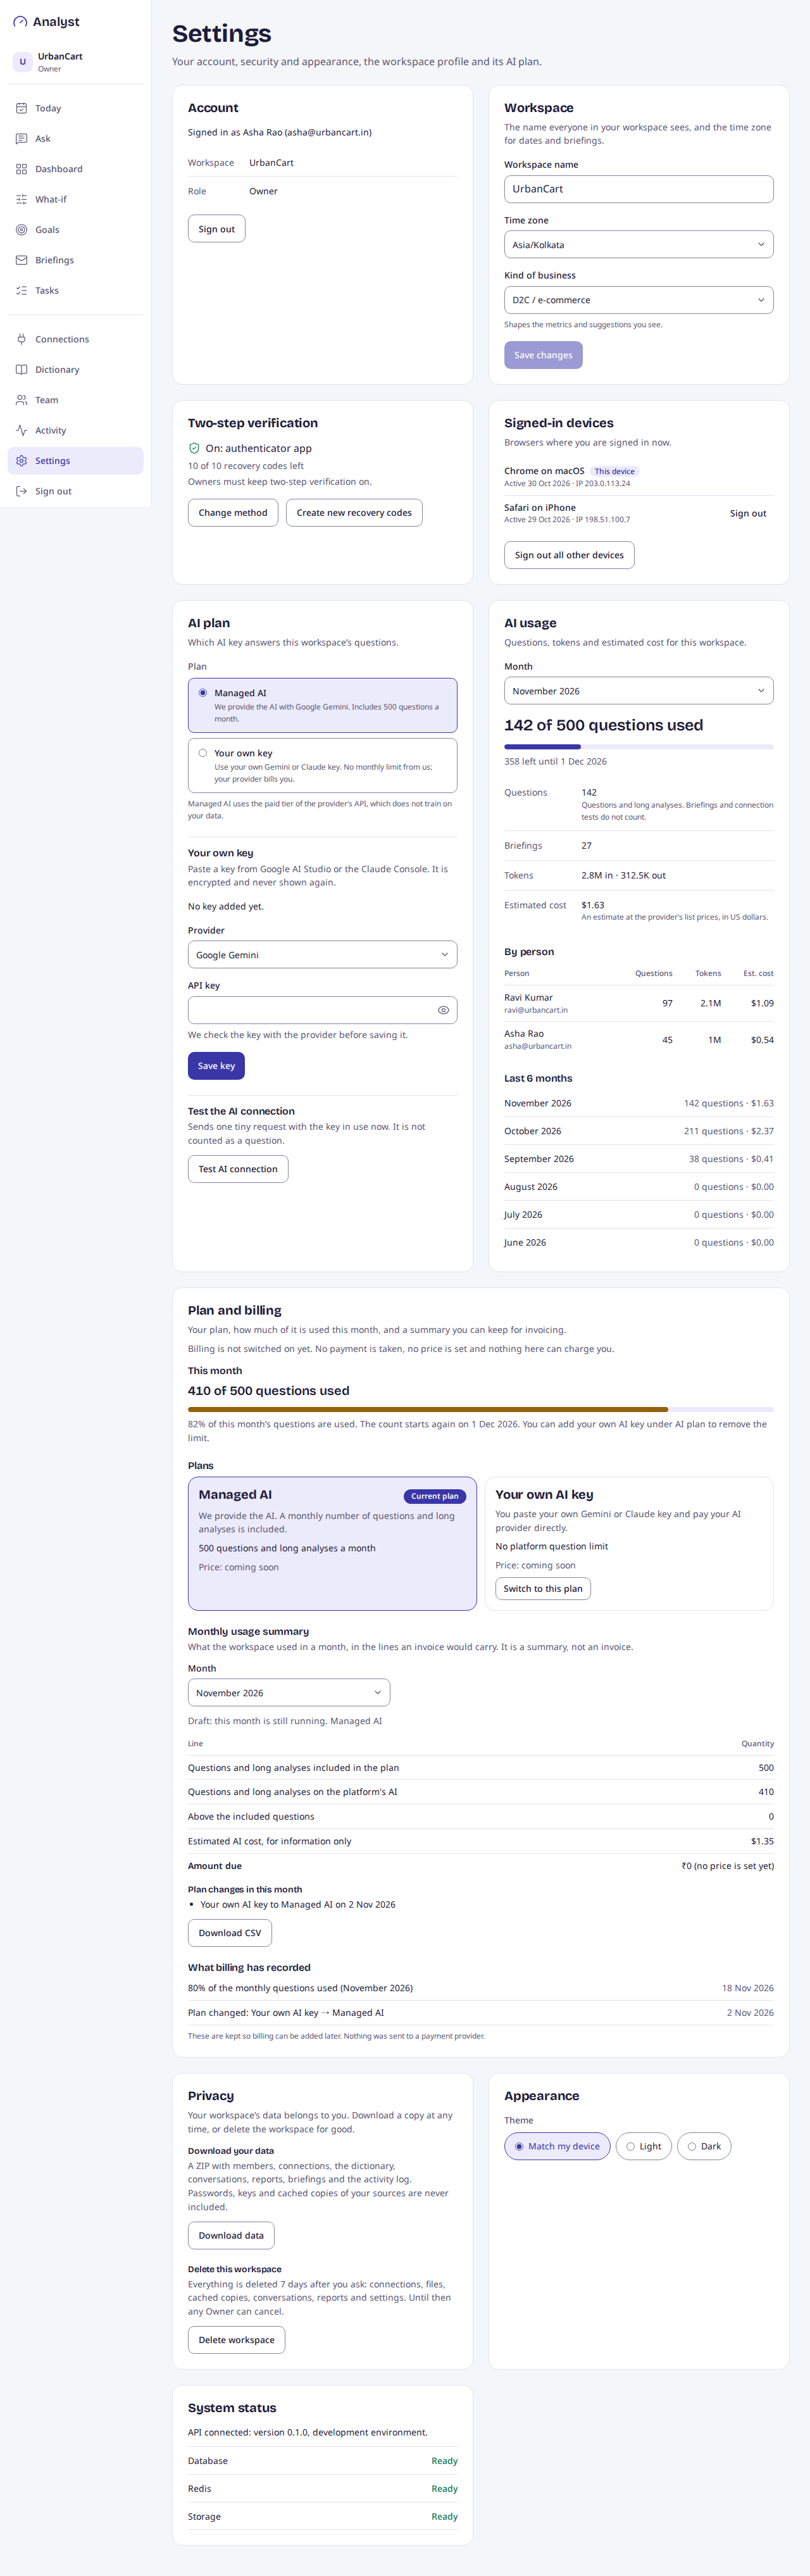 Analyst
U
UrbanCart
Owner
Today
Ask
Dashboard
What-if
Goals
Briefings
Tasks
Connections
Dictionary
Team
Activity
Settings
Sign out
Settings
Your account, security and appearance, the workspace profile and its AI plan.
Account
Signed in as Asha Rao (asha@urbancart.in)
Workspace UrbanCart
Role Owner
Sign out
Workspace
The name everyone in your workspace sees, and the time zone
for dates and briefings.
Workspace name
UrbanCart
Time zone
Asia/Kolkata
Kind of business
D2C / e-commerce
Shapes the metrics and suggestions you see.
Save changes
Two-step verification
On: authenticator app
10 of 10 recovery codes left
Owners must keep two-step verification on.
Change method Create new recovery codes
Signed-in devices
Browsers where you are signed in now.
Chrome on macOS This device
Active 30 Oct 2026 · IP 203.0.113.24
Safari on iPhone
Active 29 Oct 2026 · IP 198.51.100.7
Sign out
Sign out all other devices
AI plan
Which AI key answers this workspace's questions.
Plan
Managed AI
We provide the AI with Google Gemini. Includes 500 questions a
month.
Your own key
Use your own Gemini or Claude key. No monthly limit from us;
your provider bills you.
Managed AI uses the paid tier of the provider's API, which does not train on
your data.
Your own key
Paste a key from Google AI Studio or the Claude Console. It is
encrypted and never shown again.
No key added yet.
Provider
Google Gemini
API key
We check the key with the provider before saving it.
Save key
Test the AI connection
Sends one tiny request with the key in use now. It is not
counted as a question.
Test AI connection
AI usage
Questions, tokens and estimated cost for this workspace.
Month
November 2026
142 of 500 questions used
358 left until 1 Dec 2026
Questions 142
Questions and long analyses. Briefings and connection
tests do not count.
Briefings 27
Tokens 2.8M in · 312.5K out
Estimated cost $1.63
An estimate at the provider's list prices, in US dollars.
By person
Person Questions Tokens Est. cost
Ravi Kumar
ravi@urbancart.in
97 2.1M $1.09
Asha Rao
asha@urbancart.in
45 1M $0.54
Last 6 months
November 2026 142 questions · $1.63
October 2026 211 questions · $2.37
September 2026 38 questions · $0.41
August 2026 0 questions · $0.00
July 2026 0 questions · $0.00
June 2026 0 questions · $0.00
Plan and billing
Your plan, how much of it is used this month, and a summary you can keep for invoicing.
Billing is not switched on yet. No payment is taken, no price is set and nothing here can charge you.
This month
410 of 500 questions used
82% of this month's questions are used. The count starts again on 1 Dec 2026. You can add your own AI key under AI plan to remove the
limit.
Plans
Managed AI Current plan
We provide the AI. A monthly number of questions and long
analyses is included.
500 questions and long analyses a month
Price: coming soon
Your own AI key
You paste your own Gemini or Claude key and pay your AI
provider directly.
No platform question limit
Price: coming soon
Switch to this plan
Monthly usage summary
What the workspace used in a month, in the lines an invoice would carry. It is a summary, not an invoice.
Month
November 2026
Draft: this month is still running. Managed AI
Line Quantity
Questions and long analyses included in the plan 500
Questions and long analyses on the platform's AI 410
Above the included questions 0
Estimated AI cost, for information only $1.35
Amount due ₹0 (no price is set yet)
Plan changes in this month
• Your own AI key to Managed AI on 2 Nov 2026
Download CSV
What billing has recorded
80% of the monthly questions used (November 2026) 18 Nov 2026
Plan changed: Your own AI key → Managed AI 2 Nov 2026
These are kept so billing can be added later. Nothing was sent to a payment provider.
Privacy
Your workspace's data belongs to you. Download a copy at any
time, or delete the workspace for good.
Download your data
A ZIP with members, connections, the dictionary,
conversations, reports, briefings and the activity log.
Passwords, keys and cached copies of your sources are never
included.
Download data
Delete this workspace
Everything is deleted 7 days after you ask: connections, files,
cached copies, conversations, reports and settings. Until then
any Owner can cancel.
Delete workspace
Appearance
Theme
Match my device Light Dark
System status
API connected: version 0.1.0, development environment.
Database Ready
Redis Ready
Storage Ready